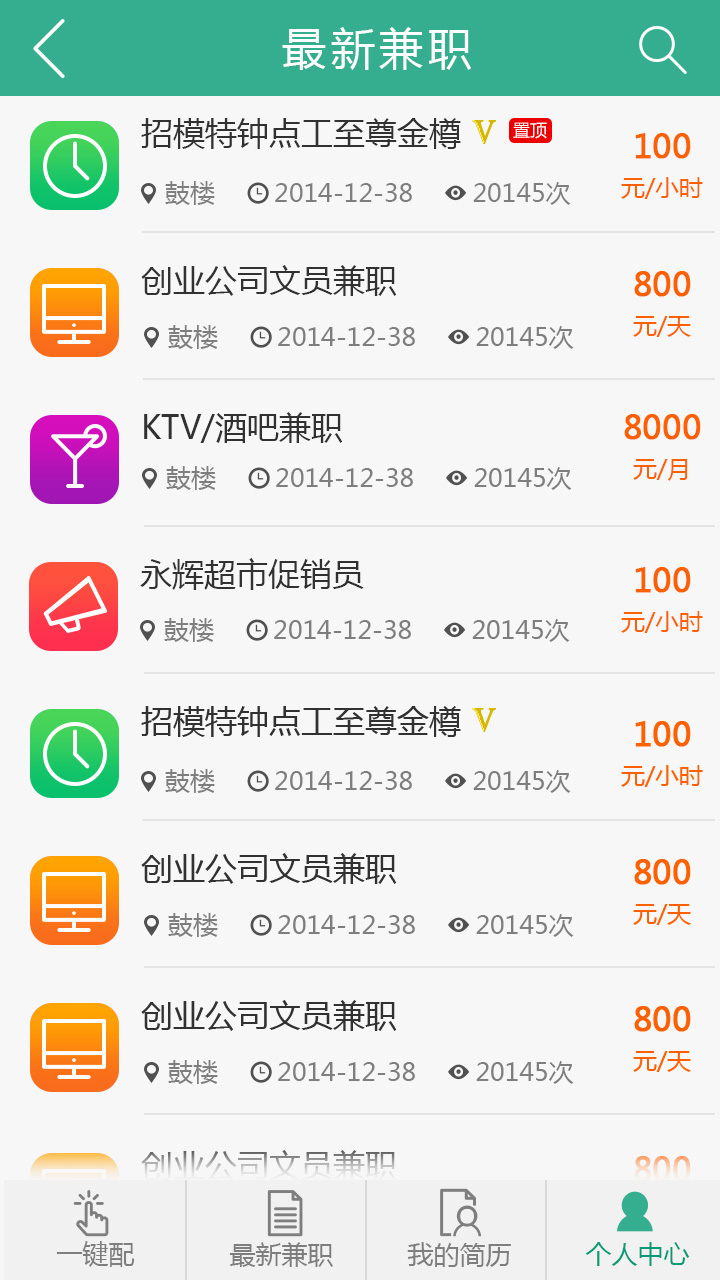 最新兼职
招模特钟点工至尊金樽 V 置顶
100
鼓楼 2014-12-38 20145次
元/小时
创业公司文员兼职
800
鼓楼 2014-12-38 20145次
元/天
KTV/酒吧兼职
8000
鼓楼 2014-12-38 20145次
元/月
永辉超市促销员
100
鼓楼 2014-12-38 20145次
元/小时
招模特钟点工至尊金樽 V
100
鼓楼 2014-12-38 20145次
元/小时
创业公司文员兼职
800
鼓楼 2014-12-38 20145次
元/天
创业公司文员兼职
800
鼓楼 2014-12-38 20145次
元/天
创业公司文员兼职
800
一键配
最新兼职
我的简历
个人中心